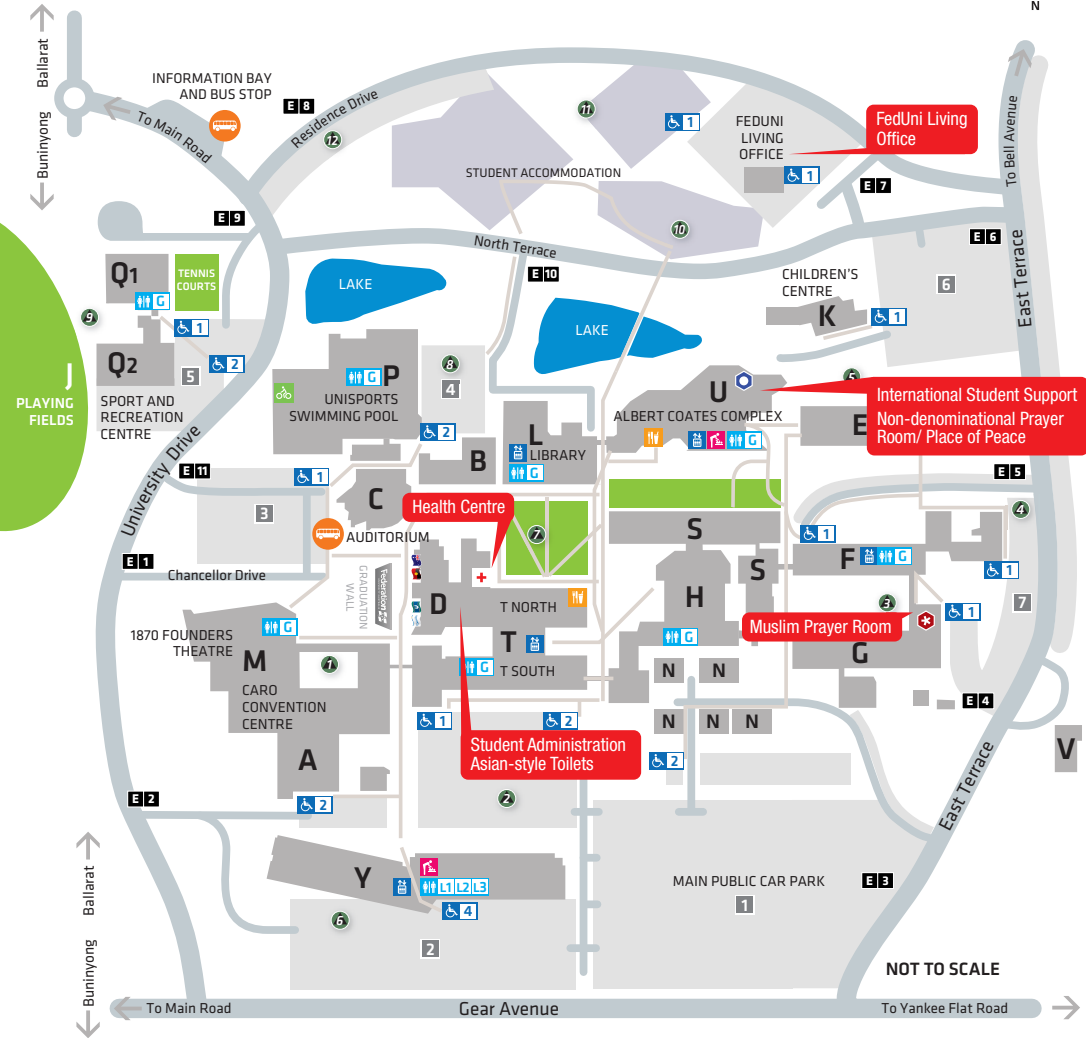 N
Ballarat
Buninyong
INFORMATION BAY
AND BUS STOP
To Main Road
E 8
Residence Drive
12
11
1
FEDUNI
LIVING
OFFICE
FedUni Living
Office
1
To Bell Avenue
STUDENT ACCOMMODATION
E 7
E 9
10
North Terrace
E 10
E 6
East Terrace
Q1
TENNIS
COURTS
G
LAKE
LAKE
CHILDREN'S
CENTRE
K
1
6
9
1
Q2
2
5
J
PLAYING
FIELDS
SPORT AND
RECREATION
CENTRE
G
P
UNISPORTS
SWIMMING POOL
8
4
2
U
ALBERT COATES COMPLEX
G
5
International Student Support
Non-denominational Prayer
Room/ Place of Peace
E
L
LIBRARY
G
B
University Drive
E 11
1
3
C
AUDITORIUM
Health Centre
7
S
S
E 5
4
1
F
G
1
7
E 1
Chancellor Drive
GRADUATION
WALL
Federation
D
T NORTH
T
T SOUTH
G
H
G
3
1
Muslim Prayer Room
G
1870 FOUNDERS
THEATRE
G
M
1
CARO
CONVENTION
CENTRE
A
N
N
N
N
N
E 4
V
1
2
2
Student Administration
Asian-style Toilets
2
E 2
2
East Terrace
Y
L1 L2 L3
4
6
2
MAIN PUBLIC CAR PARK
1
E 3
Ballarat
Buninyong
NOT TO SCALE
To Main Road
Gear Avenue
To Yankee Flat Road